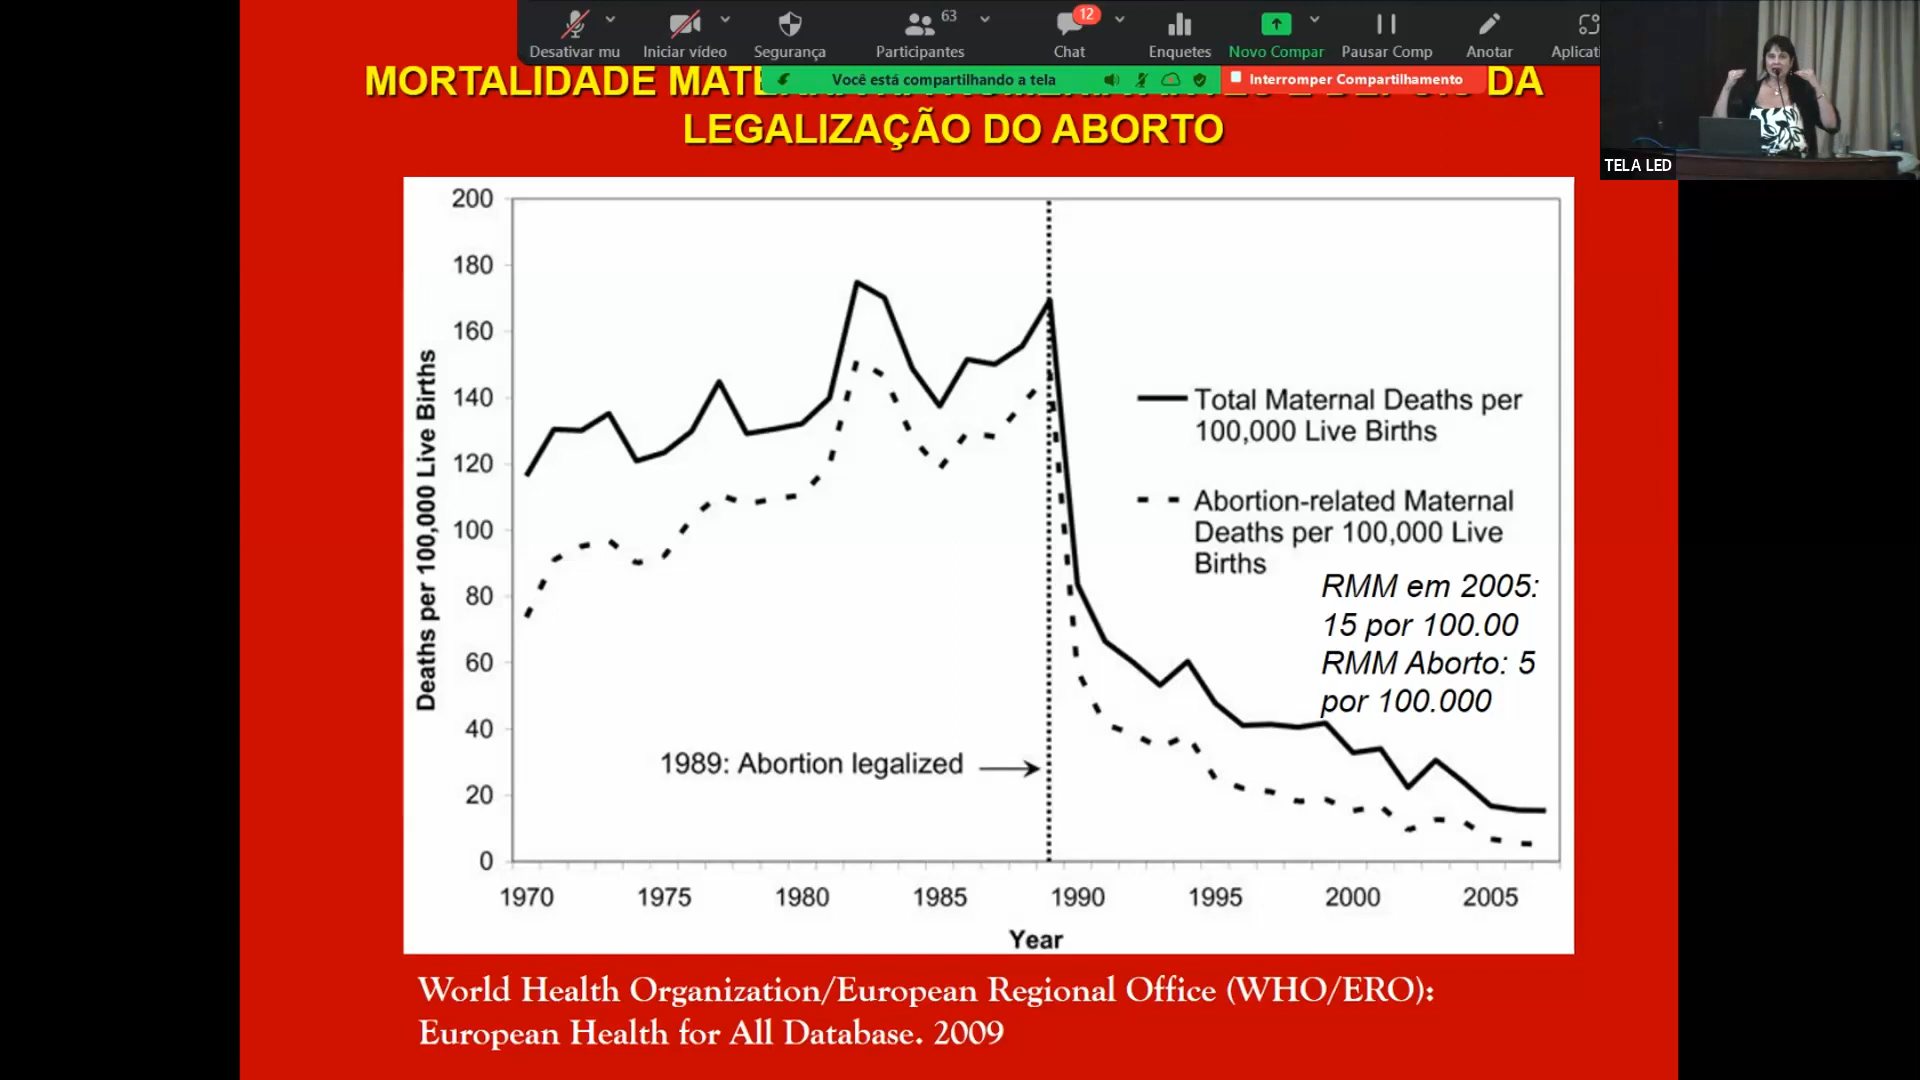 Desativar mu
Iniciar vídeo
Segurança
63
Participantes
12
Chat
Enquetes
Novo Compar
Pausar Comp
Anotar
Aplicati
Você está compartilhando a tela
Interromper Compartilhamento
TELA LED
MORTALIDADE DA
LEGALIZAÇÃO DO ABORTO
200
180
160
140
120
100
80
60
40
20
0
Deaths per 100,000 Live Births
Total Maternal Deaths per
100,000 Live Births
Abortion-related Maternal
Deaths per 100,000 Live
Births
RMM em 2005:
15 por 100.00
RMM Aborto: 5
por 100.000
1989: Abortion legalized
1970 1975 1980 1985 1990 1995 2000 2005
Year
World Health Organization/European Regional Office (WHO/ERO):
European Health for All Database. 2009